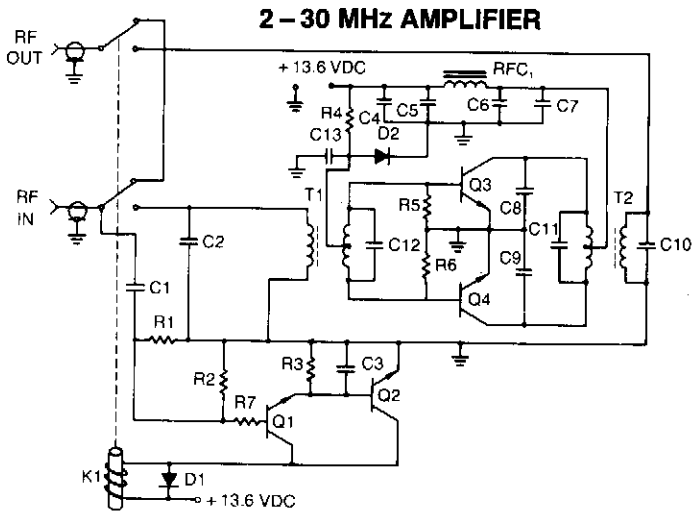 2–30 MHz AMPLIFIER
RF OUT
+ 13.6 VDC
RFC1
R4
C4
C5
C6
C7
C13
D2
RF IN
T1
Q3
T2
R5
C8
C2
C12
C11
C10
R6
C9
C1
Q4
R1
R3
C3
R2
Q2
R7
Q1
K1
D1
+ 13.6 VDC